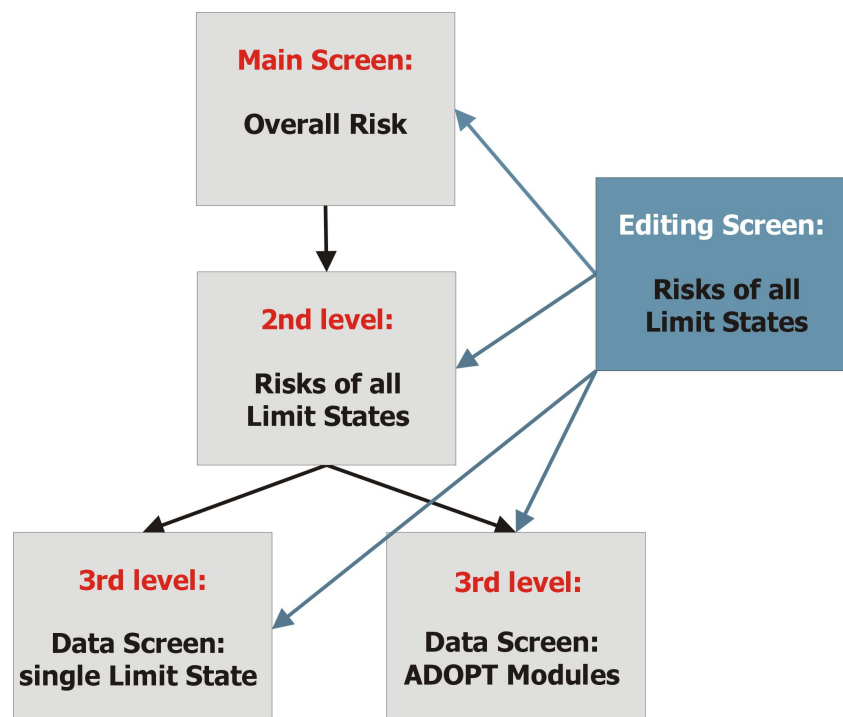 Main Screen:
Overall Risk
Editing Screen:
Risks of all
Limit States
2nd level:
Risks of all
Limit States
3rd level:
Data Screen:
single Limit State
3rd level:
Data Screen:
ADOPT Modules